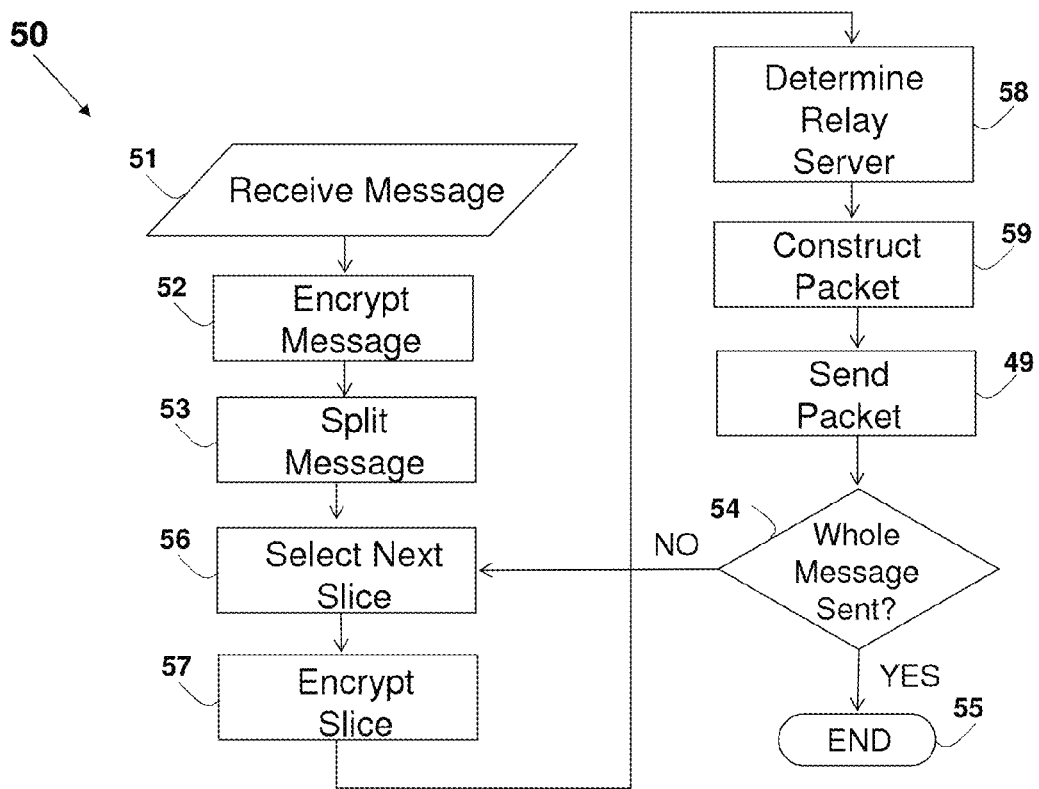 50
51
Receive Message
52
Encrypt
Message
53
Split
Message
56
Select Next
Slice
57
Encrypt
Slice
58
Determine
Relay
Server
59
Construct
Packet
49
Send
Packet
54
Whole
Message
Sent?
NO
YES
END
55